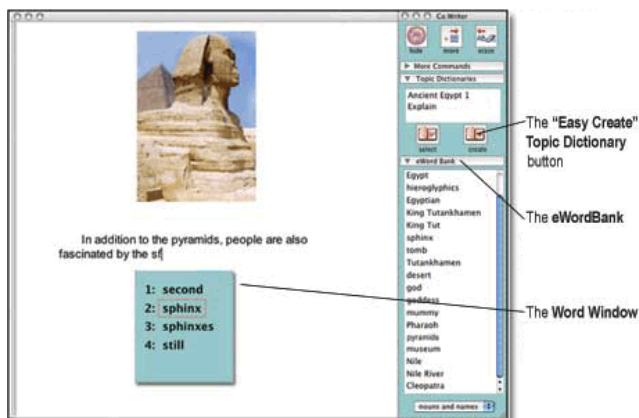 Co:Writer
hide more erase
More Commands
Topic Dictionaries
Ancient Egypt 1
Explain
select create
eWord Bank
Egypt
hieroglyphics
Egyptian
King Tutankhamen
King Tut
sphinx
tomb
Tutankhamen
desert
god
goddess
mummy
Pharaoh
pyramids
museum
Nile
Nile River
Cleopatra
nouns and names
In addition to the pyramids, people are also
fascinated by the sf
1: second
2: sphinx
3: sphinxes
4: still
The “Easy Create”
Topic Dictionary
button
The eWordBank
The Word Window